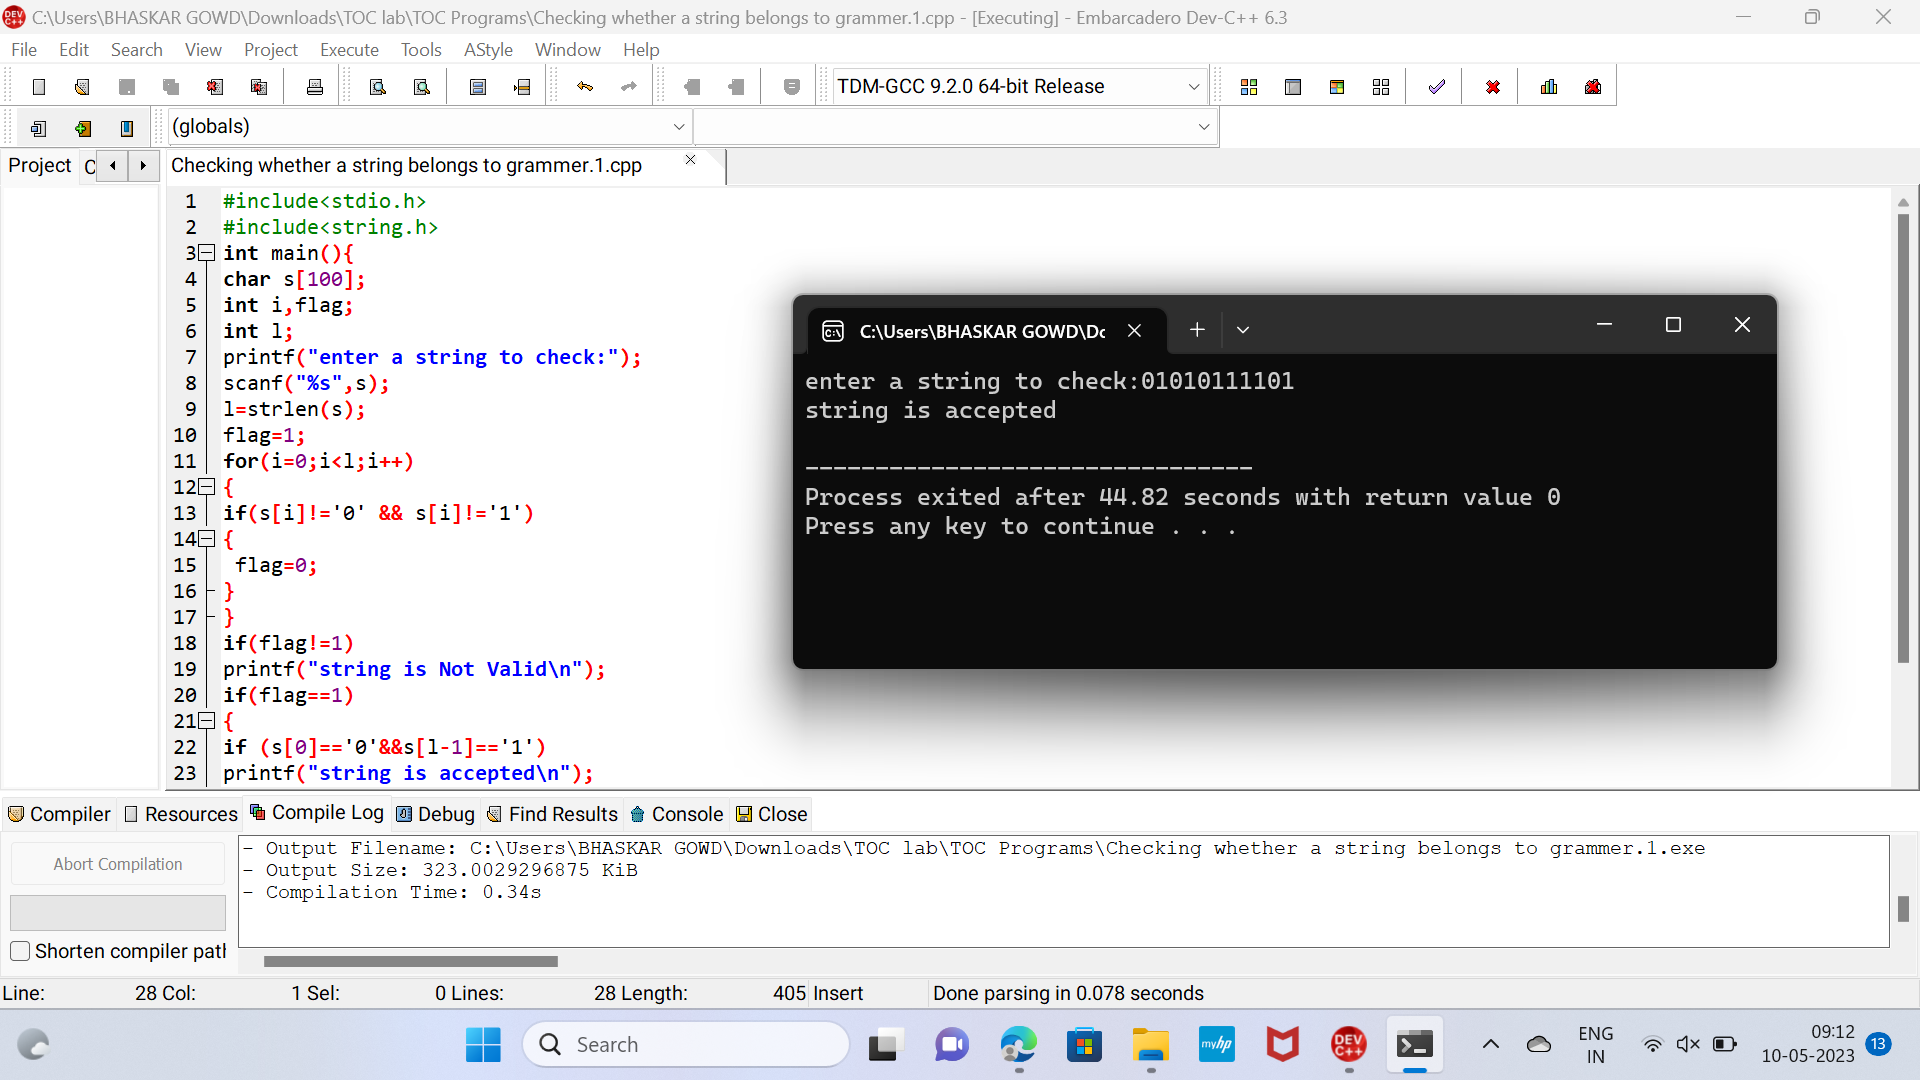 C:\Users\BHASKAR GOWD\Downloads\TOC lab\TOC Programs\Checking whether a string belongs to grammer.1.cpp - [Executing] - Embarcadero Dev-C++ 6.3
File Edit Search View Project Execute Tools AStyle Window Help
TDM-GCC 9.2.0 64-bit Release
(globals)
Project C
Checking whether a string belongs to grammer.1.cpp
1 #include<stdio.h>
2 #include<string.h>
3 int main(){
4 char s[100];
5 int i,flag;
6 int l;
7 printf("enter a string to check:");
8 scanf("%s",s);
9 l=strlen(s);
10 flag=1;
11 for(i=0;i<l;i++)
12 {
13 if(s[i]!='0' && s[i]!='1')
14 {
15 flag=0;
16 }
17 }
18 if(flag!=1)
19 printf("string is Not Valid\n");
20 if(flag==1)
21 {
22 if (s[0]=='0'&&s[l-1]=='1')
23 printf("string is accepted\n");
C:\Users\BHASKAR GOWD\Dc
enter a string to check:01010111101
string is accepted
--------------------------------
Process exited after 44.82 seconds with return value 0
Press any key to continue . . .
Compiler Resources Compile Log Debug Find Results Console Close
Abort Compilation
Shorten compiler path
- Output Filename: C:\Users\BHASKAR GOWD\Downloads\TOC lab\TOC Programs\Checking whether a string belongs to grammer.1.exe
- Output Size: 323.0029296875 KiB
- Compilation Time: 0.34s
Line: 28 Col: 1 Sel: 0 Lines: 28 Length: 405 Insert Done parsing in 0.078 seconds
Search
myhp
DEV C++
ENG
IN
09:12
10-05-2023
13